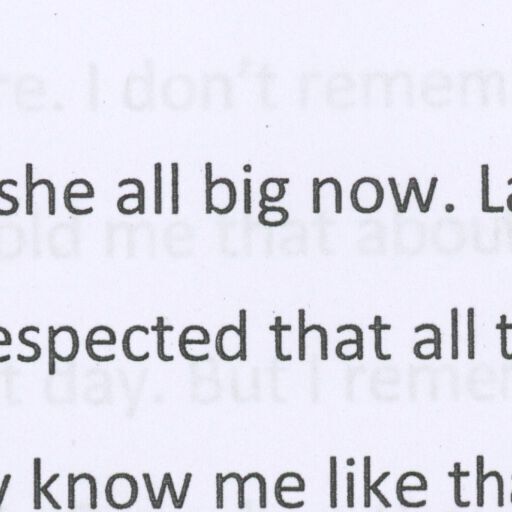 re. I don't remem
she all big now. La
old me that about
espected that all t
t day. But I remem
y know me like tha